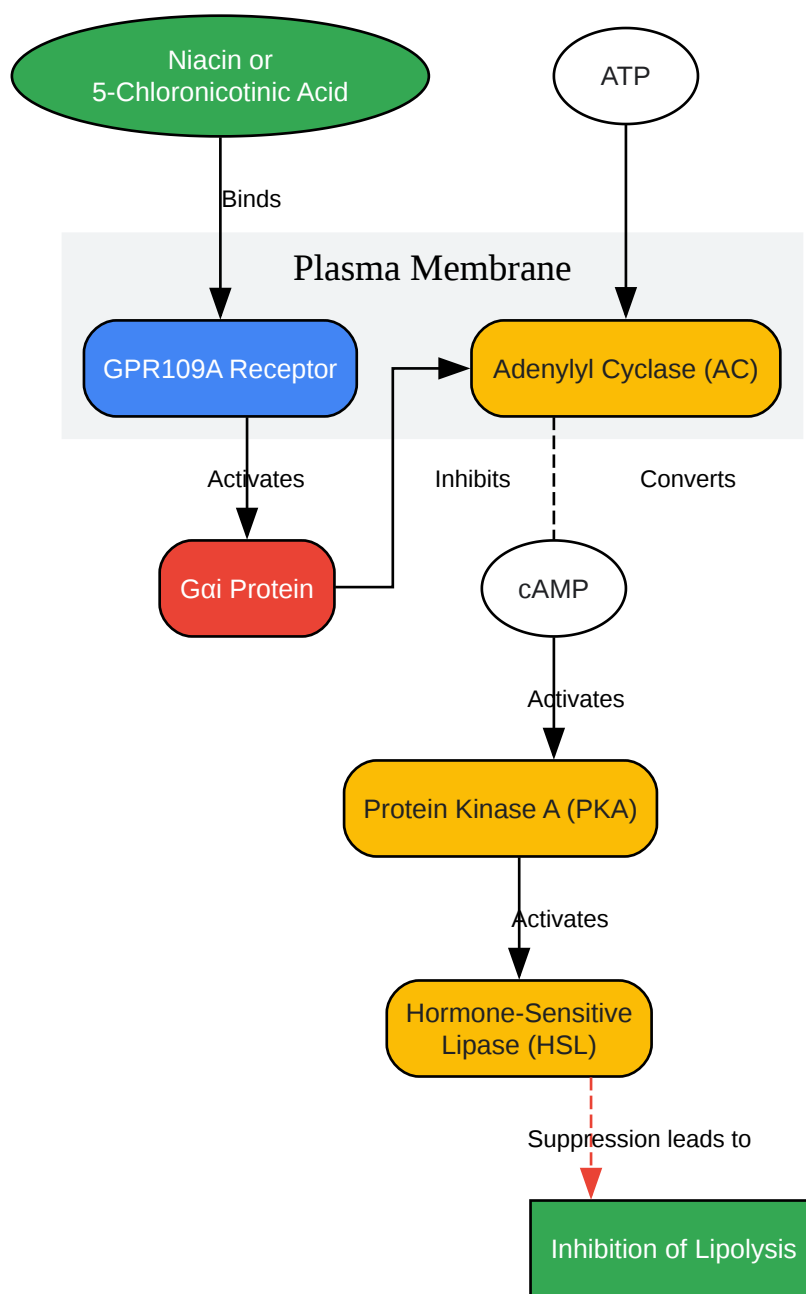 Niacin or
5-Chloronicotinic Acid
ATP
Binds
Plasma Membrane
GPR109A Receptor
Adenylyl Cyclase (AC)
Activates
Inhibits
Converts
Gαi Protein
cAMP
Activates
Protein Kinase A (PKA)
Activates
Hormone-Sensitive
Lipase (HSL)
Suppression leads to
Inhibition of Lipolysis